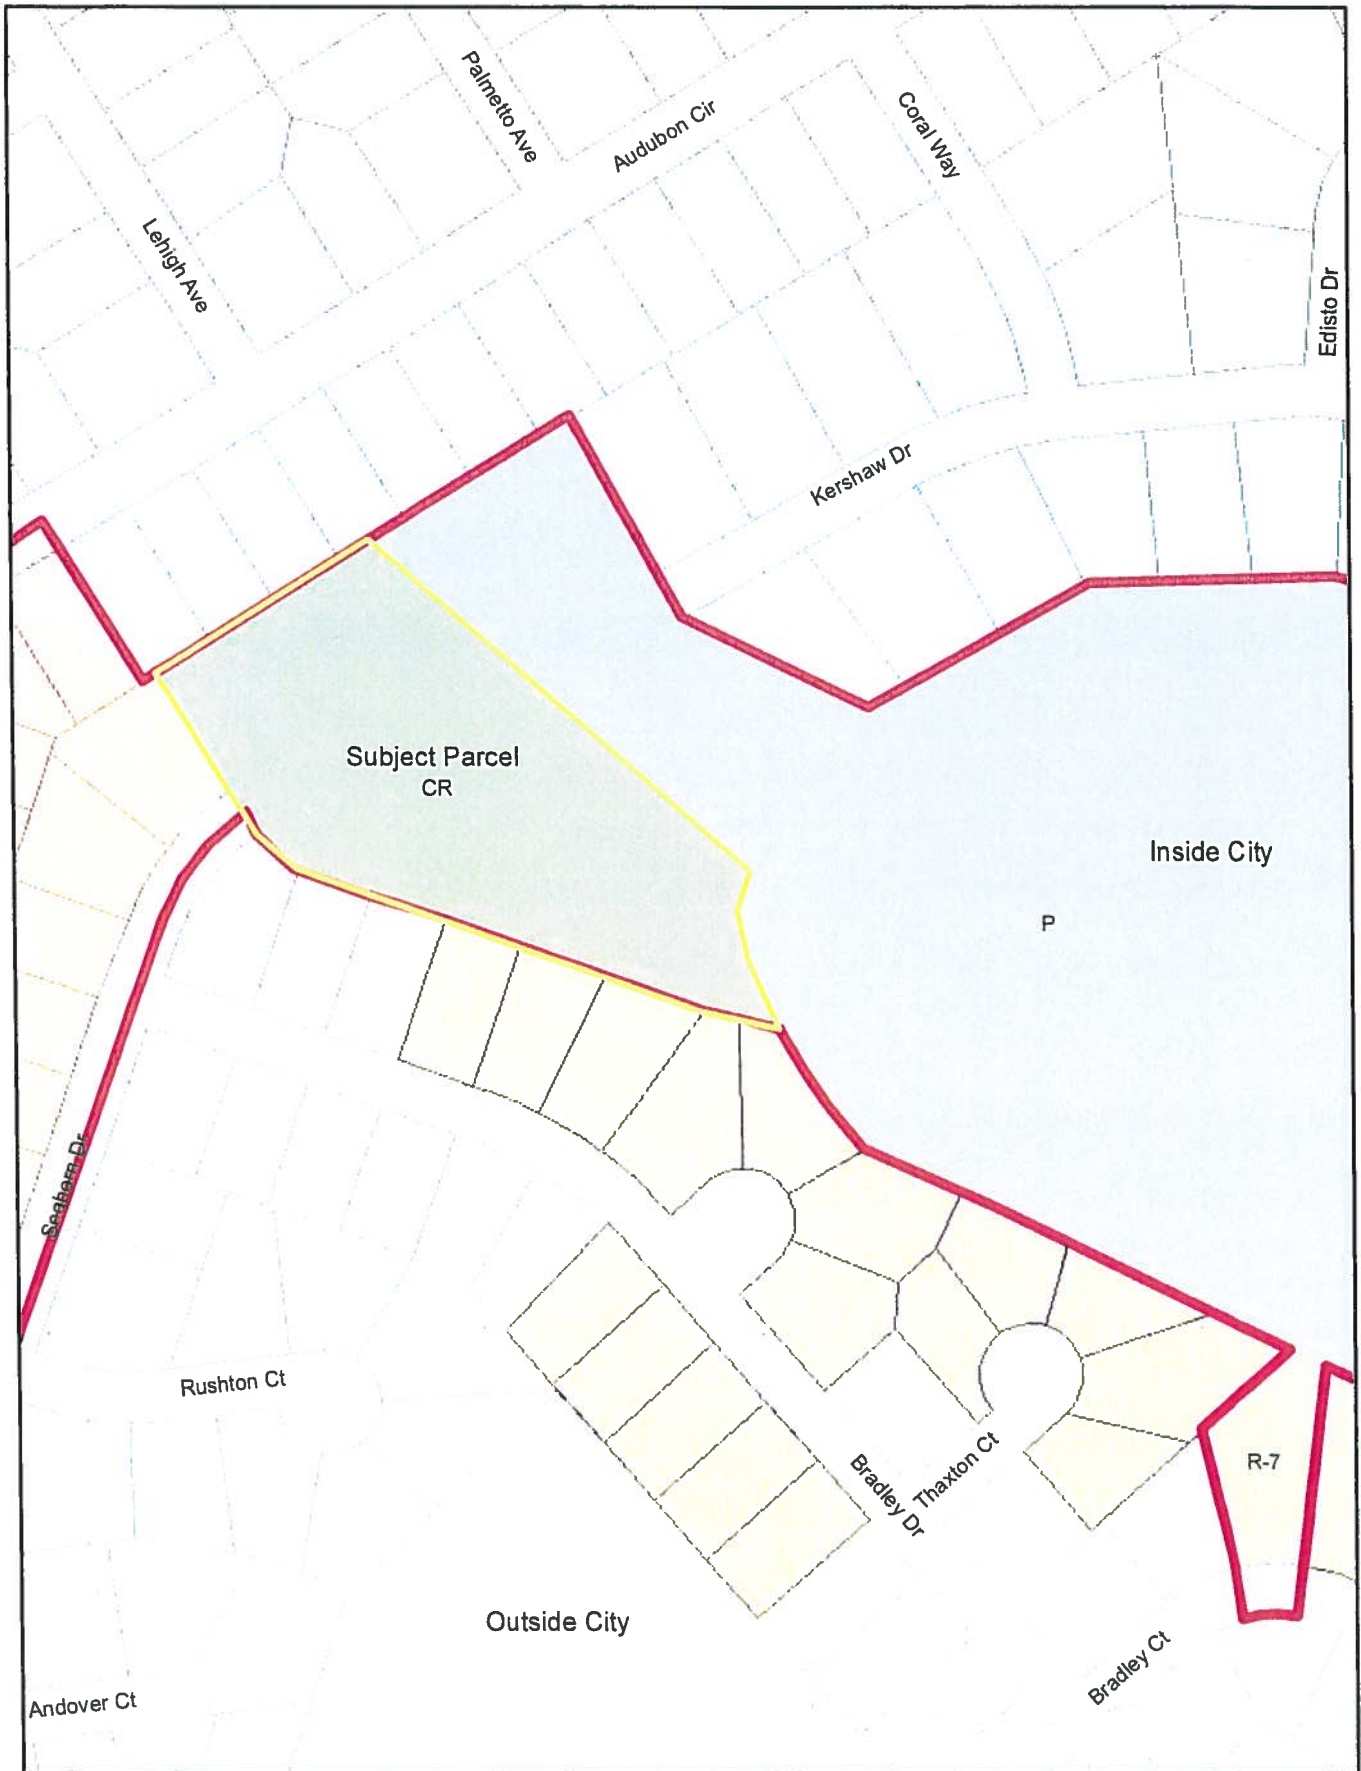 Palmetto Ave
Audubon Cir
Coral Way
Lehigh Ave
Edisto Dr
Kershaw Dr
Subject Parcel
CR
Inside City
P
Seaborn Dr
Rushton Ct
Bradley Dr
Thaxton Ct
R-7
Outside City
Bradley Ct
Andover Ct